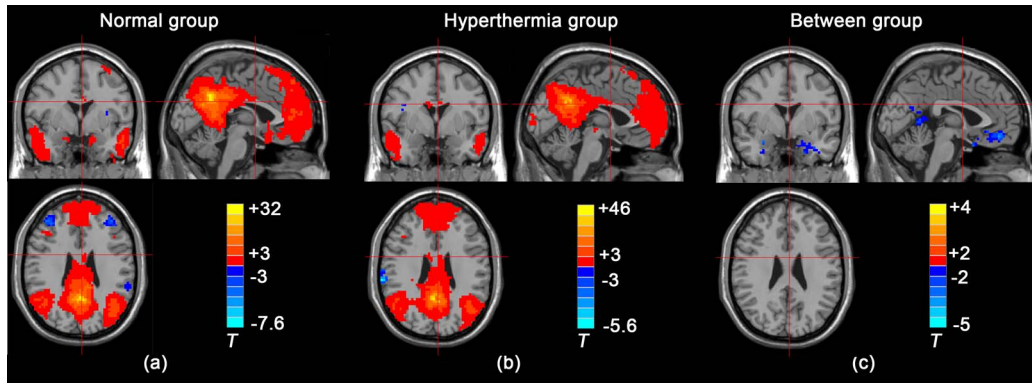 Normal group
Hyperthermia group
Between group
+32
+3
-3
-7.6
T
(a)
+46
+3
-3
-5.6
T
(b)
+4
+2
-2
-5
T
(c)